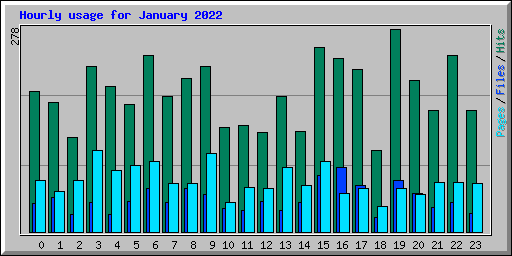 Hourly usage for January 2022
278
Pages/Files/Hits
0 1 2 3 4 5 6 7 8 9 10 11 12 13 14 15 16 17 18 19 20 21 22 23